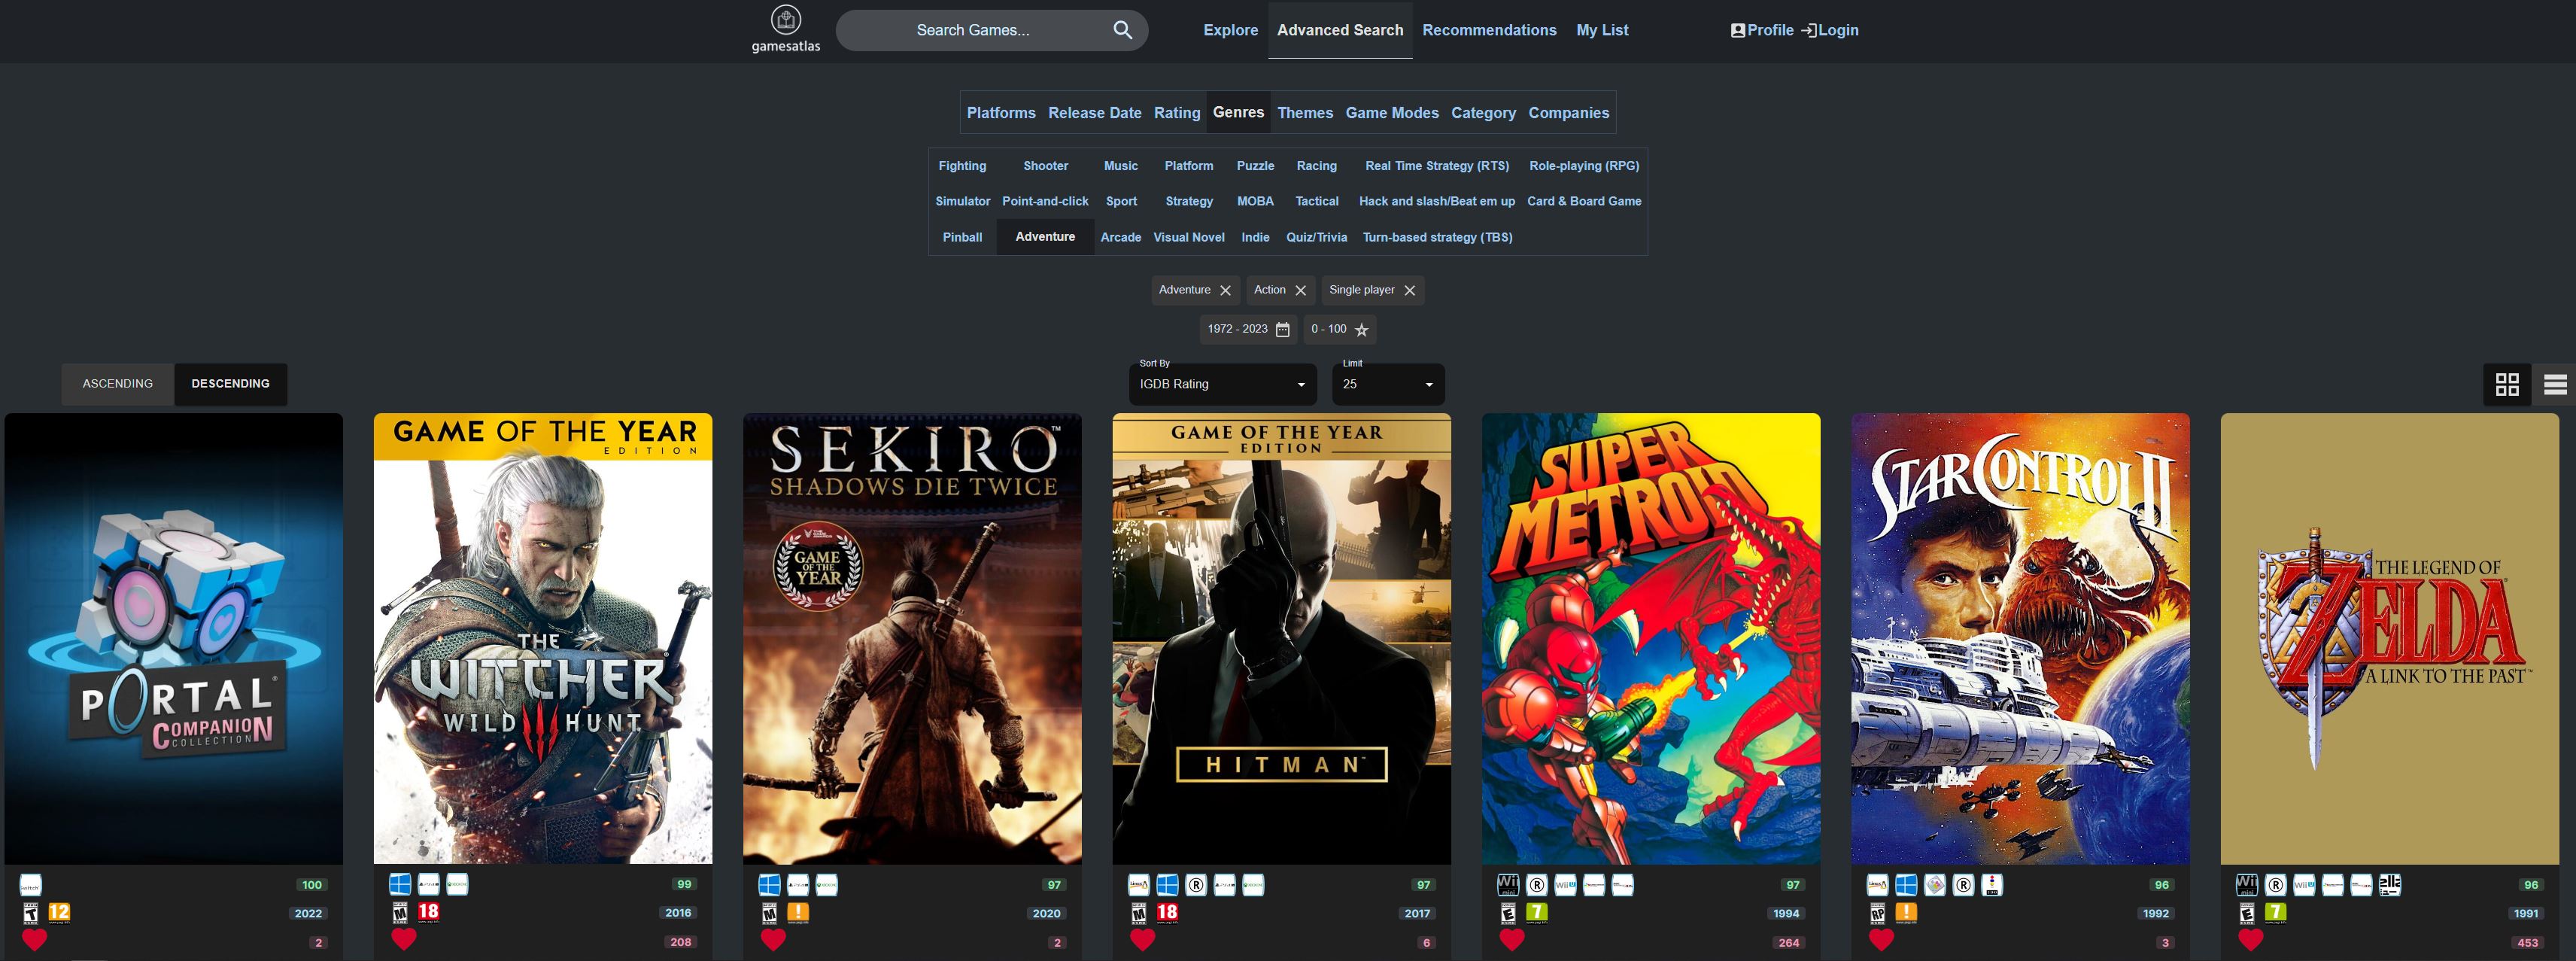 gamesatlas
Search Games...
Explore Advanced Search Recommendations My List
Profile Login
Platforms Release Date Rating Genres Themes Game Modes Category Companies
Fighting Shooter Music Platform Puzzle Racing Real Time Strategy (RTS) Role-playing (RPG)
Simulator Point-and-click Sport Strategy MOBA Tactical Hack and slash/Beat em up Card & Board Game
Pinball Adventure Arcade Visual Novel Indie Quiz/Trivia Turn-based strategy (TBS)
Adventure Action Single player
1972 - 2023 0 - 100
ASCENDING DESCENDING
Sort By
IGDB Rating
Limit
25
PORTAL
COMPANION
COLLECTION
GAME OF THE YEAR
EDITION
THE
WITCHER
WILD HUNT
SEKIRO™
SHADOWS DIE TWICE
GAME
OF THE
YEAR
GAME OF THE YEAR
EDITION
HITMAN
SUPER
METROID
STAR CONTROL II
THE LEGEND OF
ZELDA
A LINK TO THE PAST
100
T 12
2022
2
99
M 18
2016
208
97
M !
2020
2
97
M 18
2017
6
97
E 7
1994
264
96
RP !
1992
3
96
E 7
1991
453